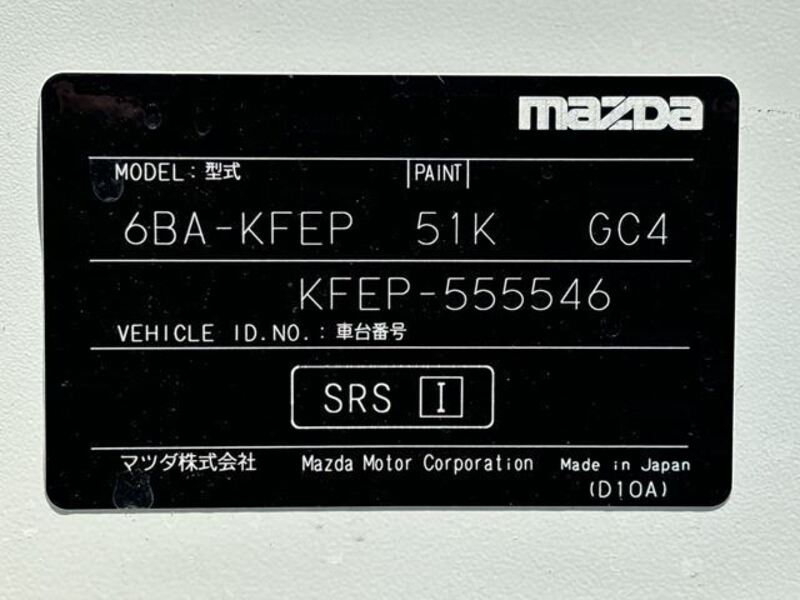 mazda
MODEL : 型式 PAINT
6BA-KFEP 51K GC4
KFEP-555546
VEHICLE ID.NO. : 車台番号
SRS I
マツダ株式会社 Mazda Motor Corporation Made in Japan
(D10A)